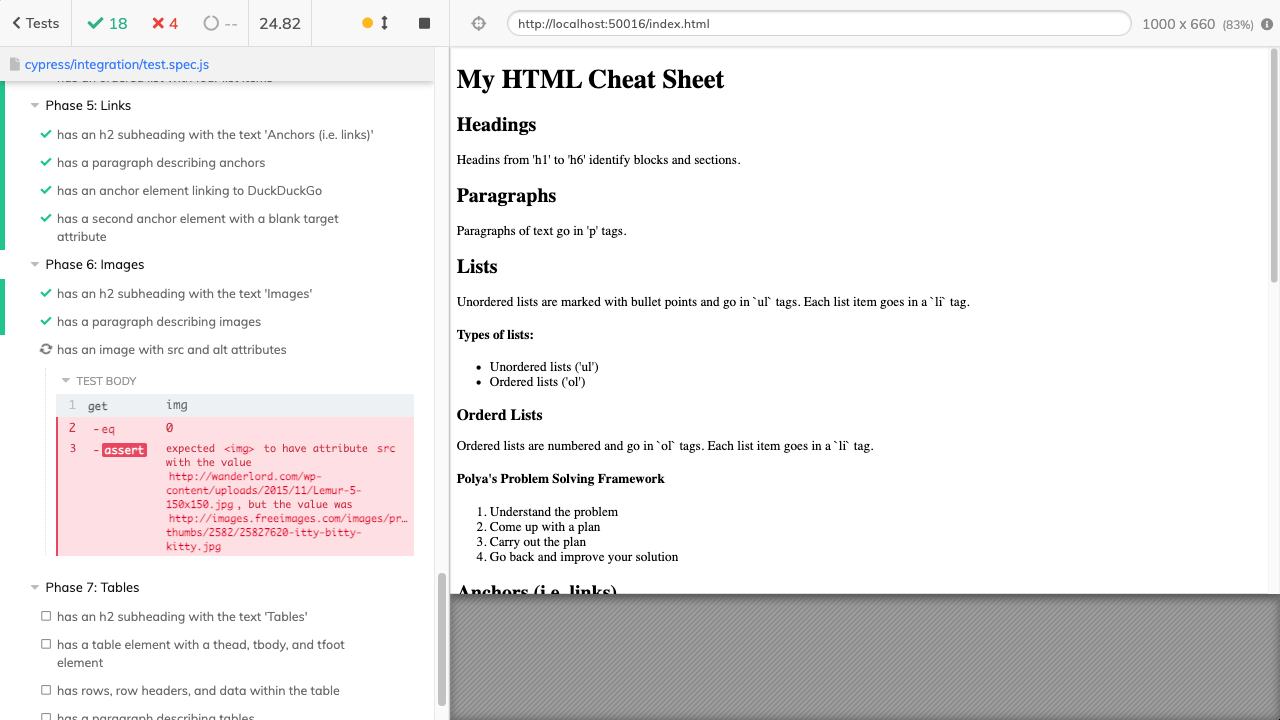 Tests
18
4
--
24.82
http://localhost:50016/index.html
1000 x 660 (83%)
cypress/integration/test.spec.js
has an ordered list with four list items
Phase 5: Links
has an h2 subheading with the text 'Anchors (i.e. links)'
has a paragraph describing anchors
has an anchor element linking to DuckDuckGo
has a second anchor element with a blank target
attribute
Phase 6: Images
has an h2 subheading with the text 'Images'
has a paragraph describing images
has an image with src and alt attributes
TEST BODY
1 get img
2 -eq 0
3 -assert expected <img> to have attribute src
with the value
http://wanderlord.com/wp-
content/uploads/2015/11/Lemur-5-
150x150.jpg, but the value was
http://images.freeimages.com/images/pr…
thumbs/2582/25827620-itty-bitty-
kitty.jpg
Phase 7: Tables
has an h2 subheading with the text 'Tables'
has a table element with a thead, tbody, and tfoot
element
has rows, row headers, and data within the table
has a paragraph describing tables
My HTML Cheat Sheet
Headings
Headins from 'h1' to 'h6' identify blocks and sections.
Paragraphs
Paragraphs of text go in 'p' tags.
Lists
Unordered lists are marked with bullet points and go in `ul` tags. Each list item goes in a `li` tag.
Types of lists:
• Unordered lists ('ul')
• Ordered lists ('ol')
Orderd Lists
Ordered lists are numbered and go in `ol` tags. Each list item goes in a `li` tag.
Polya's Problem Solving Framework
1. Understand the problem
2. Come up with a plan
3. Carry out the plan
4. Go back and improve your solution
Anchors (i.e. links)